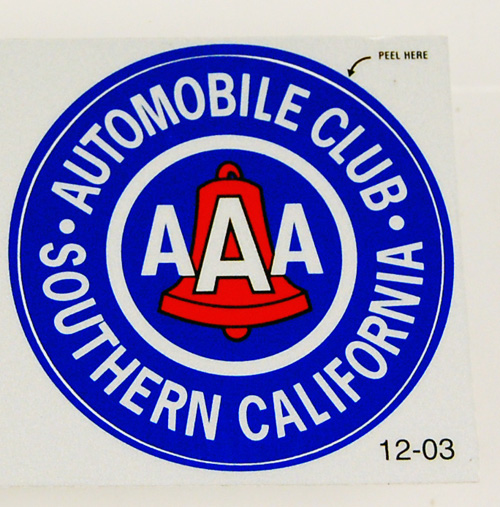 PEEL HERE
• AUTOMOBILE CLUB •
AAA
SOUTHERN CALIFORNIA
12-03